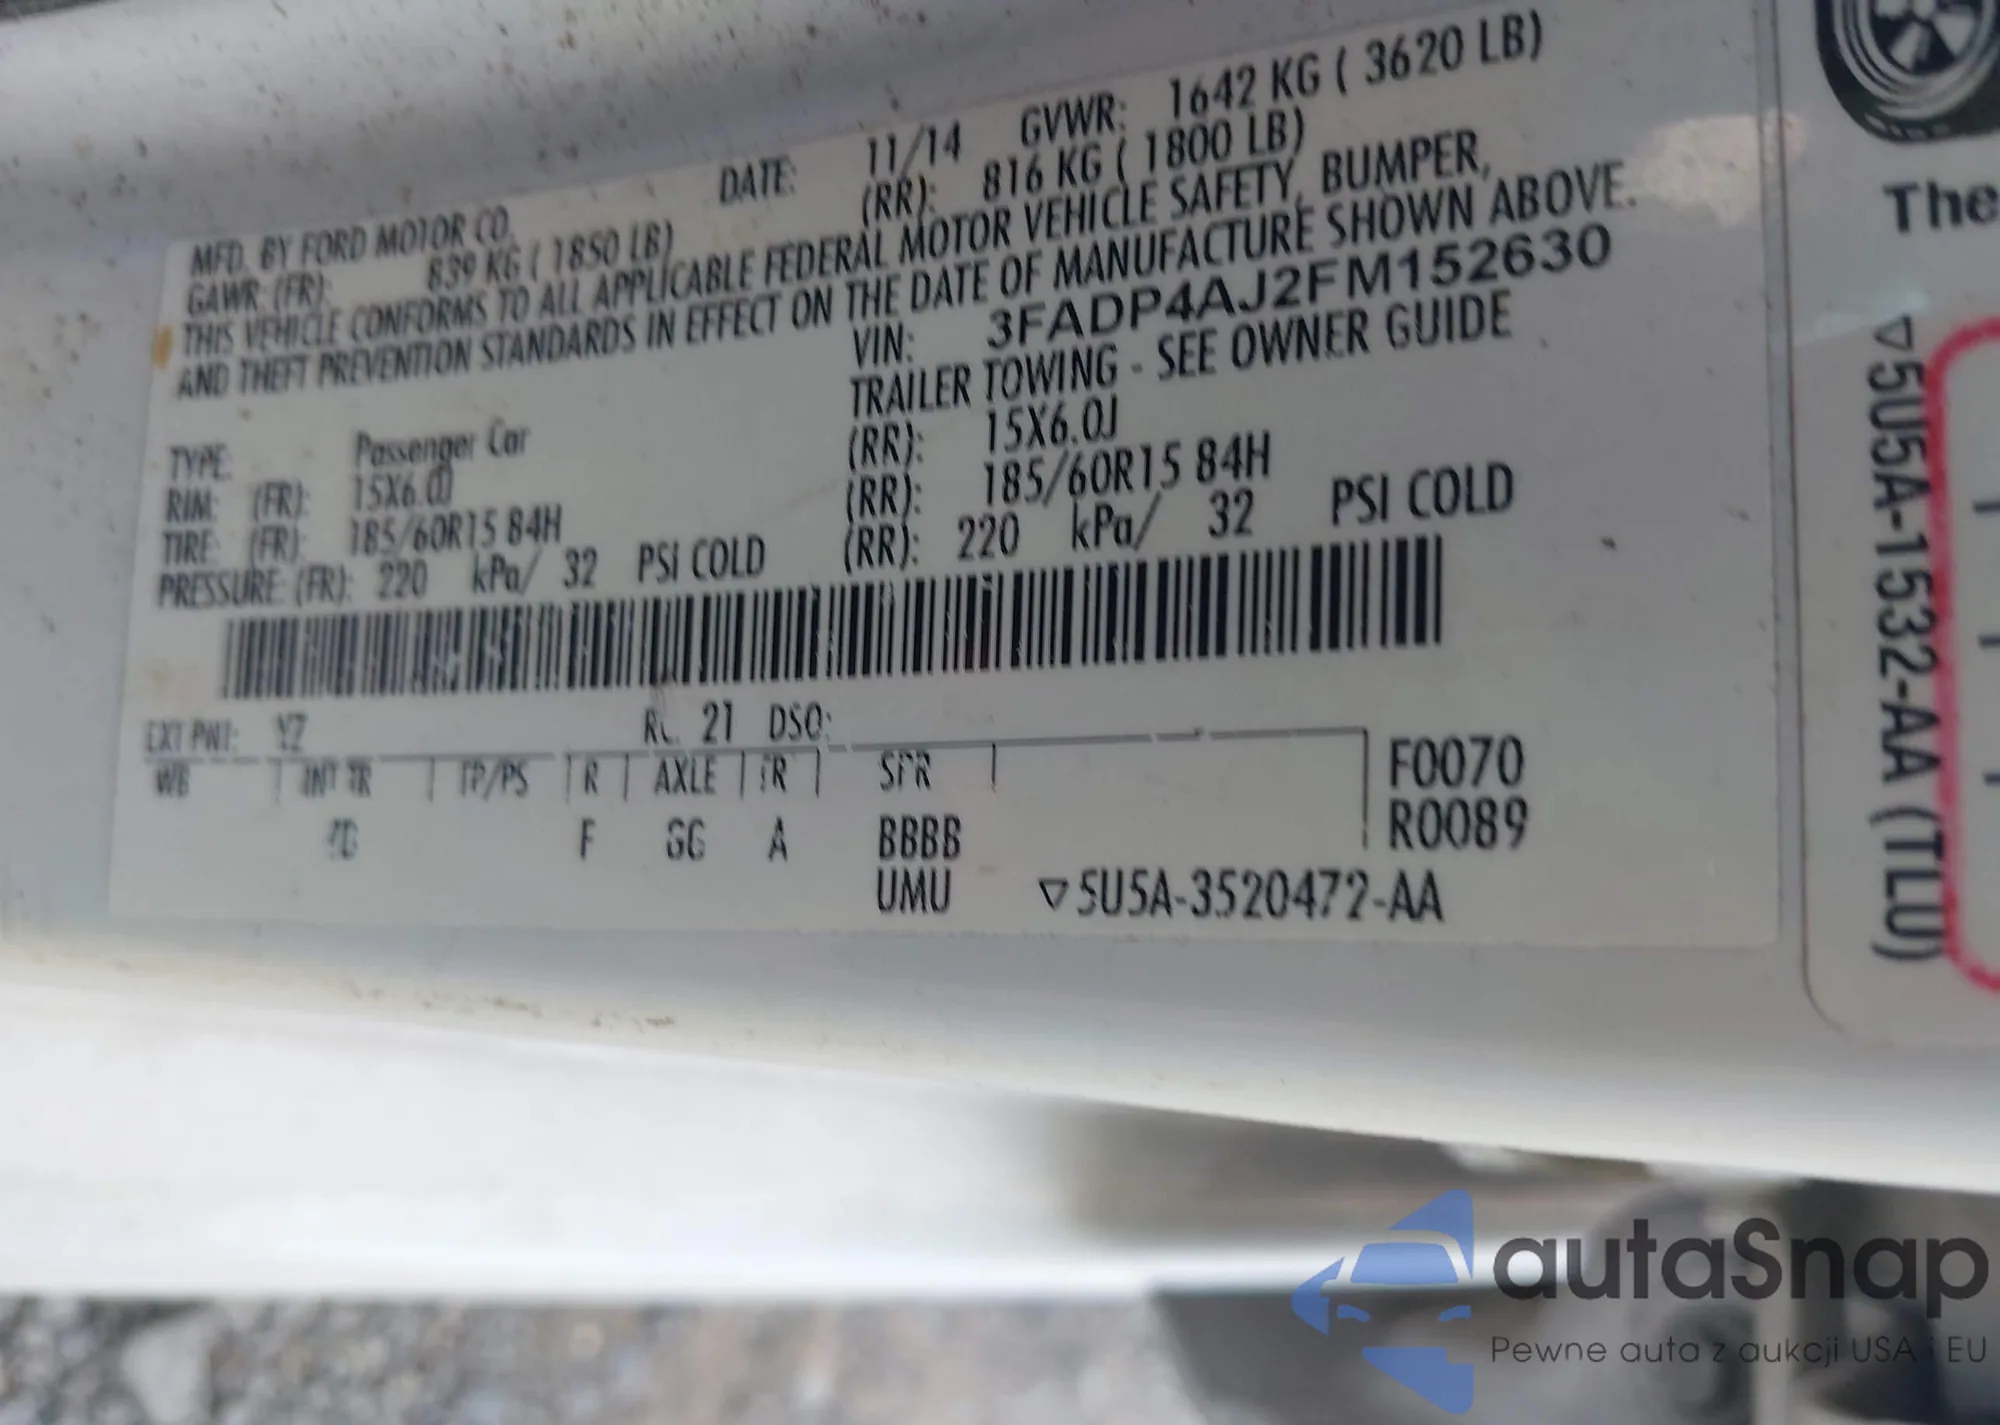 MFD. BY FORD MOTOR CO. DATE: 11/14 GVWR: 1642 KG ( 3620 LB)
GAWR: (FR): 839 KG ( 1850 LB) (RR): 816 KG ( 1800 LB)
THIS VEHICLE CONFORMS TO ALL APPLICABLE FEDERAL MOTOR VEHICLE SAFETY, BUMPER,
AND THEFT PREVENTION STANDARDS IN EFFECT ON THE DATE OF MANUFACTURE SHOWN ABOVE.
VIN: 3FADP4AJ2FM152630
TRAILER TOWING - SEE OWNER GUIDE
TYPE: Passenger Car
RIM: (FR): 15X6.0J (RR): 15X6.0J
TIRE (FR): 185/60R15 84H (RR): 185/60R15 84H
PRESSURE: (FR): 220 kPa/ 32 PSI COLD (RR): 220 kPa/ 32 PSI COLD
EXT PNT: YZ 21 DSO:
WB INT TR TP/PS R AXLE TR SPR
F GG A BBBB
UMU
F0070
R0089
▽5U5A-3520472-AA
The
▽5U5A-1532-AA (TLU)
autaSnap
Pewne auta z aukcji USA i EU